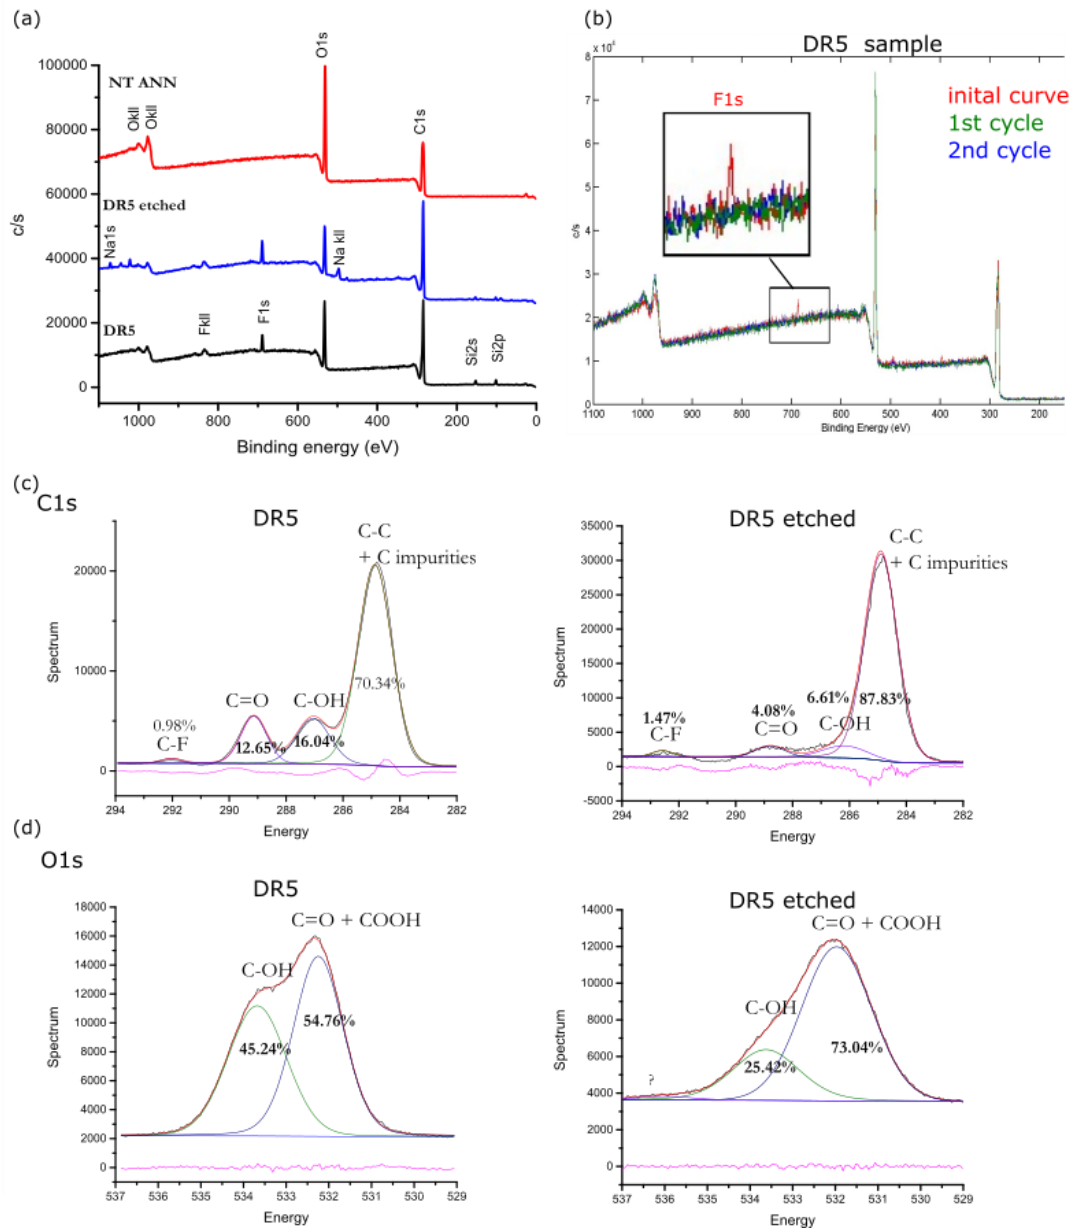 (a)
NT ANN
DR5 etched
DR5
OkII
OkII
O1s
C1s
Na1s
Na kII
FkII
F1s
Si2s
Si2p
c/s
100000
80000
60000
40000
20000
0
1000
800
600
400
200
0
Binding energy (eV)
(b)
DR5 sample
F1s
inital curve
1st cycle
2nd cycle
8
7
6
5
4
3
2
1
0
c/s
1100
1000
900
800
700
600
500
400
300
200
Binding Energy (eV)
(c)
C1s
DR5
C-C
+ C impurities
70.34%
C=O
12.65%
C-OH
16.04%
0.98%
C-F
Spectrum
20000
10000
0
294
292
290
288
286
284
282
Energy
DR5 etched
C-C
+ C impurities
87.83%
6.61%
C-OH
4.08%
C=O
1.47%
C-F
Spectrum
35000
30000
25000
20000
15000
10000
5000
0
-5000
294
292
290
288
286
284
282
Energy
(d)
O1s
DR5
C=O + COOH
C-OH
54.76%
45.24%
Spectrum
18000
16000
14000
12000
10000
8000
6000
4000
2000
0
537
536
535
534
533
532
531
530
529
Energy
DR5 etched
C=O + COOH
C-OH
73.04%
25.42%
?
Spectrum
14000
12000
10000
8000
6000
4000
2000
0
537
536
535
534
533
532
531
530
529
Energy